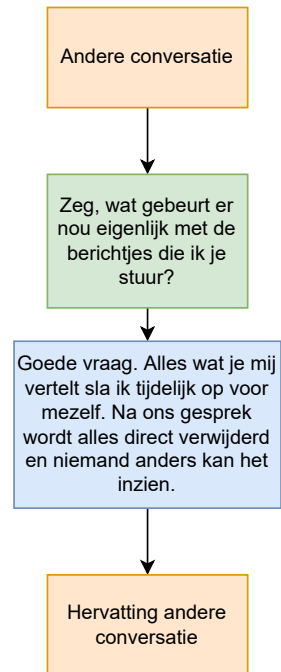 Andere conversatie
Zeg, wat gebeurt er
nou eigenlijk met de
berichtjes die ik je
stuur?
Goede vraag. Alles wat je mij
vertelt sla ik tijdelijk op voor
mezelf. Na ons gesprek
wordt alles direct verwijderd
en niemand anders kan het
inzien.
Hervatting andere
conversatie